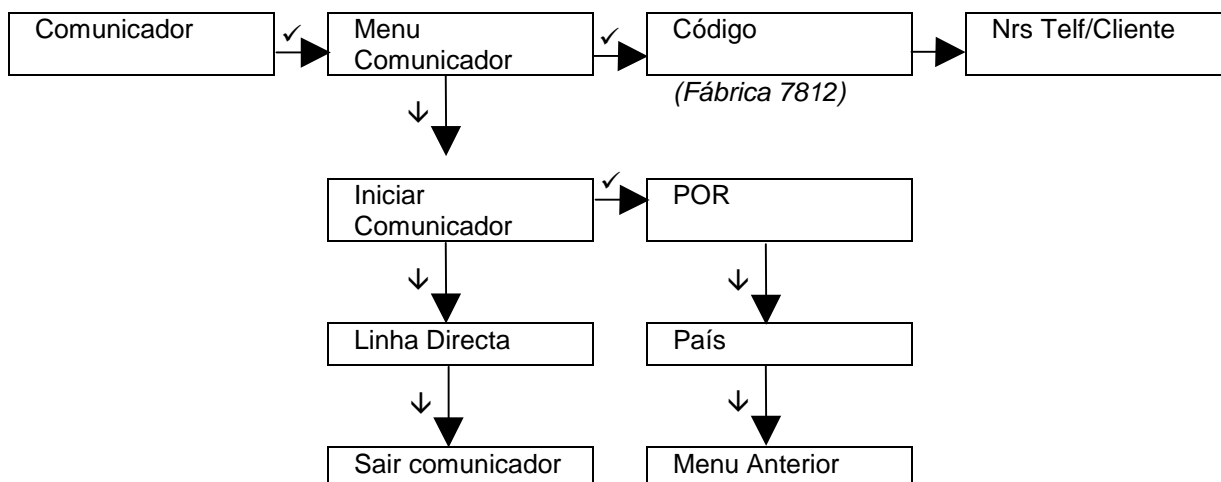 Comunicador
Menu
Comunicador
Código
Nrs Telf/Cliente
(Fábrica 7812)
Iniciar
Comunicador
POR
Linha Directa
País
Sair comunicador
Menu Anterior